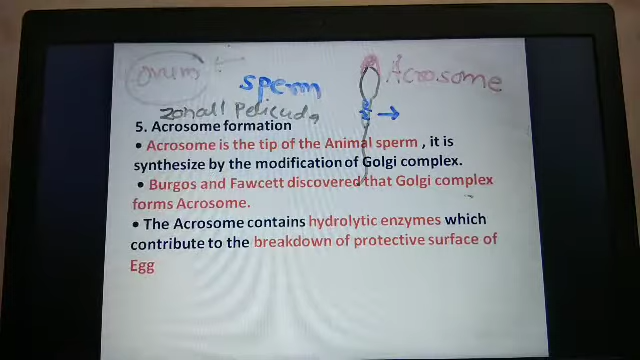 ovum
Acrosome
sperm
zonall Pelicuda
5. Acrosome formation
• Acrosome is the tip of the Animal sperm , it is
synthesize by the modification of Golgi complex.
• Burgos and Fawcett discovered that Golgi complex
forms Acrosome.
• The Acrosome contains hydrolytic enzymes which
contribute to the breakdown of protective surface of
Egg